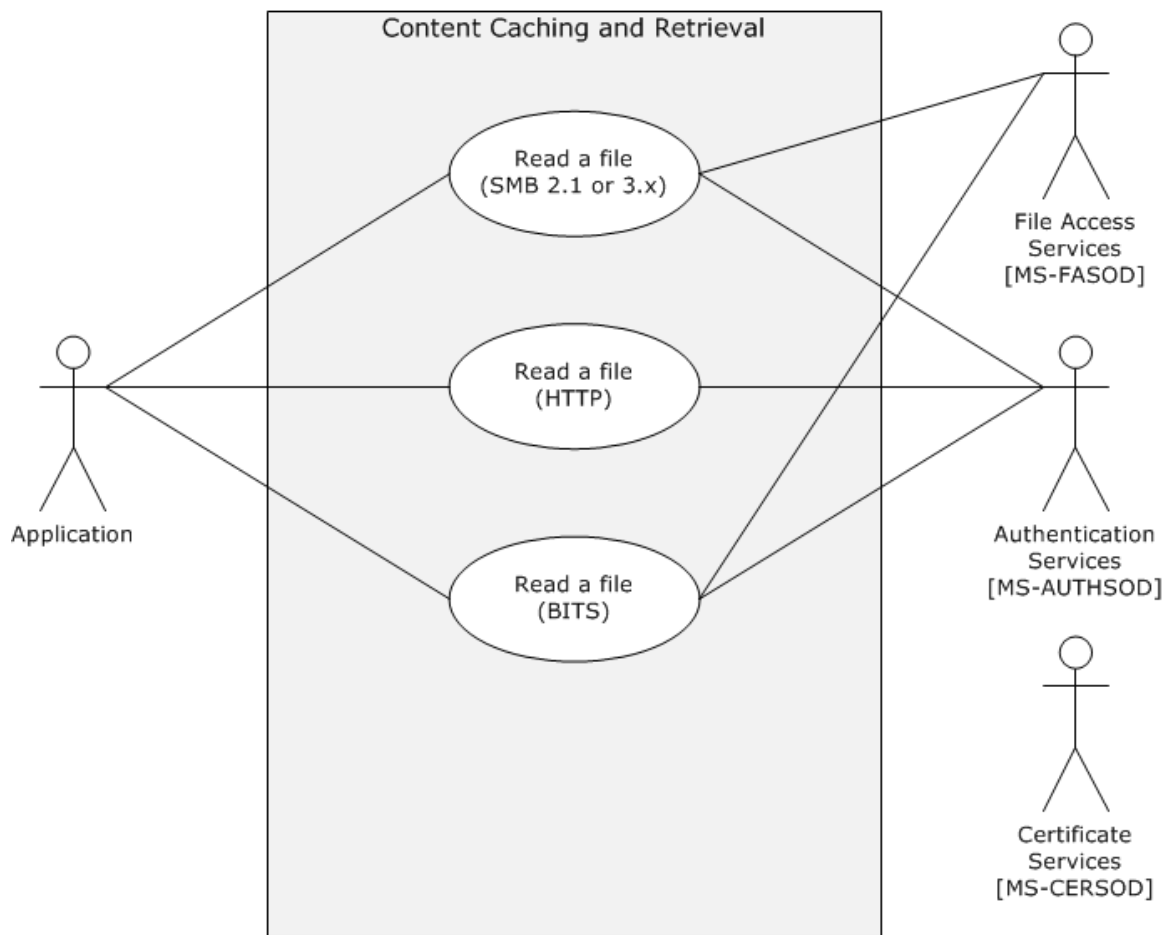 Content Caching and Retrieval
Read a file
(SMB 2.1 or 3.x)
File Access
Services
[MS-FASOD]
Read a file
(HTTP)
Application
Authentication
Services
[MS-AUTHSOD]
Read a file
(BITS)
Certificate
Services
[MS-CERSOD]